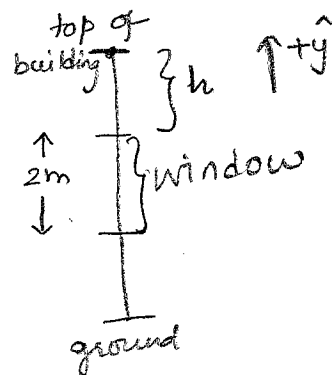 top of
building
h
+ŷ
2m
window
ground